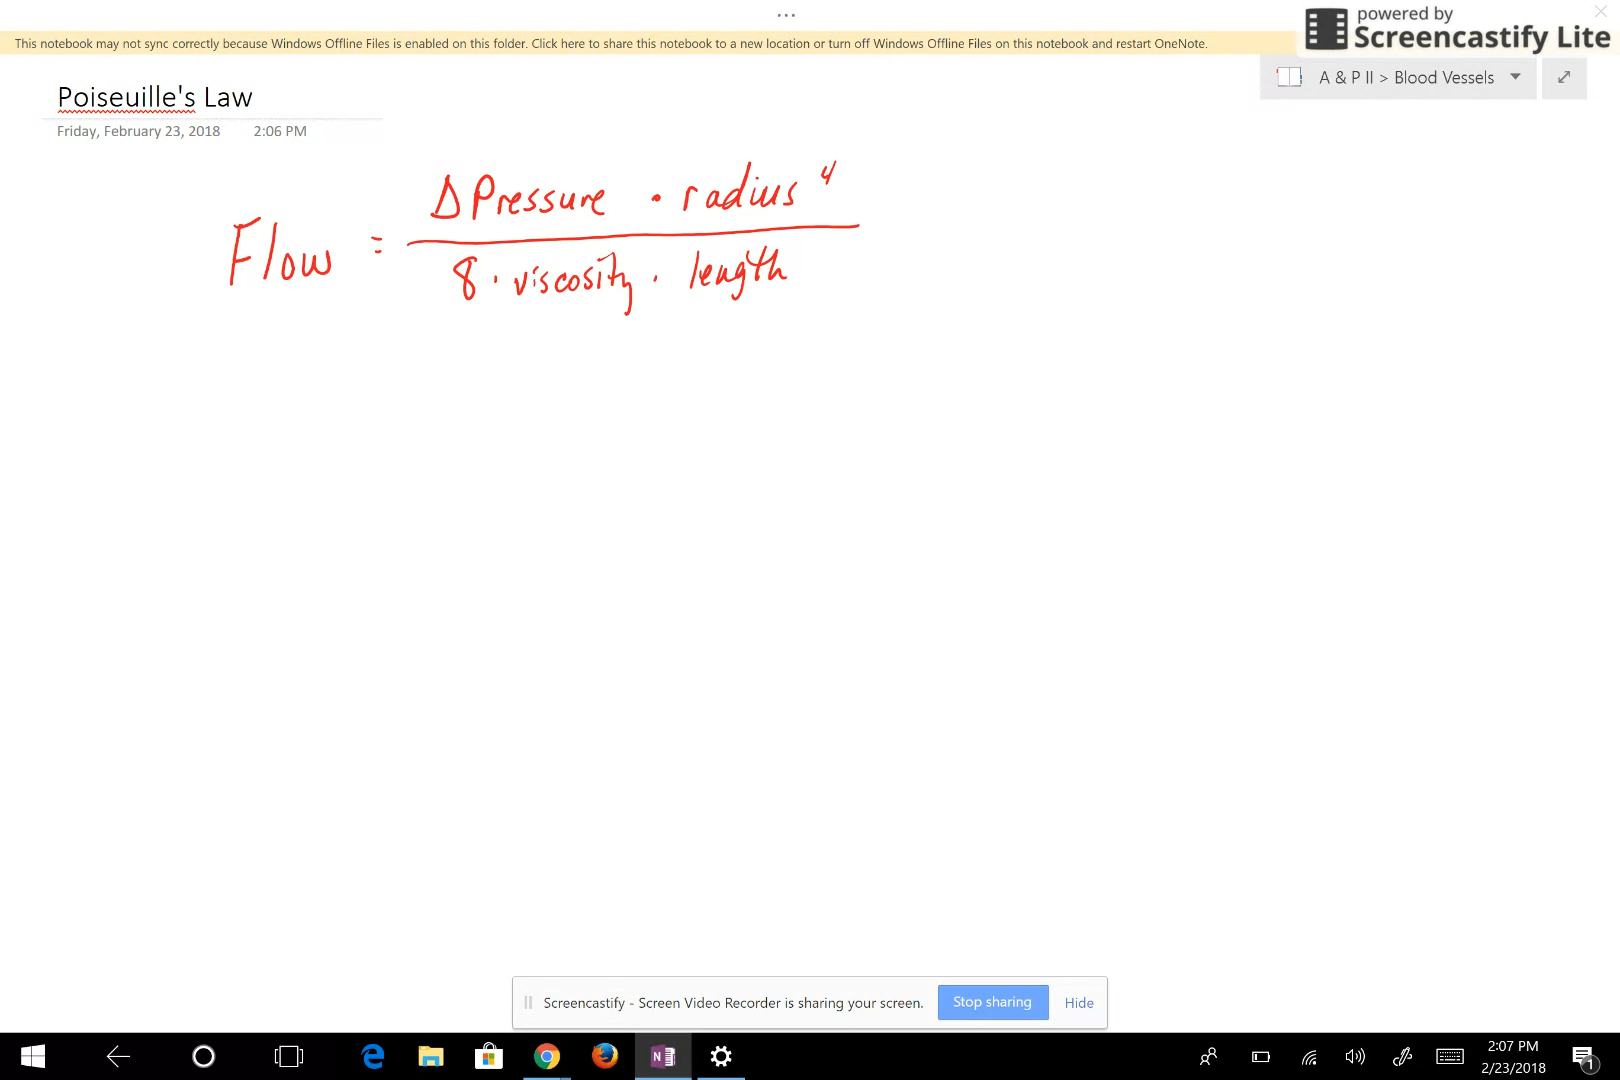 powered by
Screencastify Lite
This notebook may not sync correctly because Windows Offline Files is enabled on this folder. Click here to share this notebook to a new location or turn off Windows Offline Files on this notebook and restart OneNote.
A & P II > Blood Vessels
Poiseuille's Law
Friday, February 23, 2018 2:06 PM
Flow = Δ Pressure · radius⁴
8 · viscosity · length
Screencastify - Screen Video Recorder is sharing your screen. Stop sharing Hide
2:07 PM
2/23/2018
1